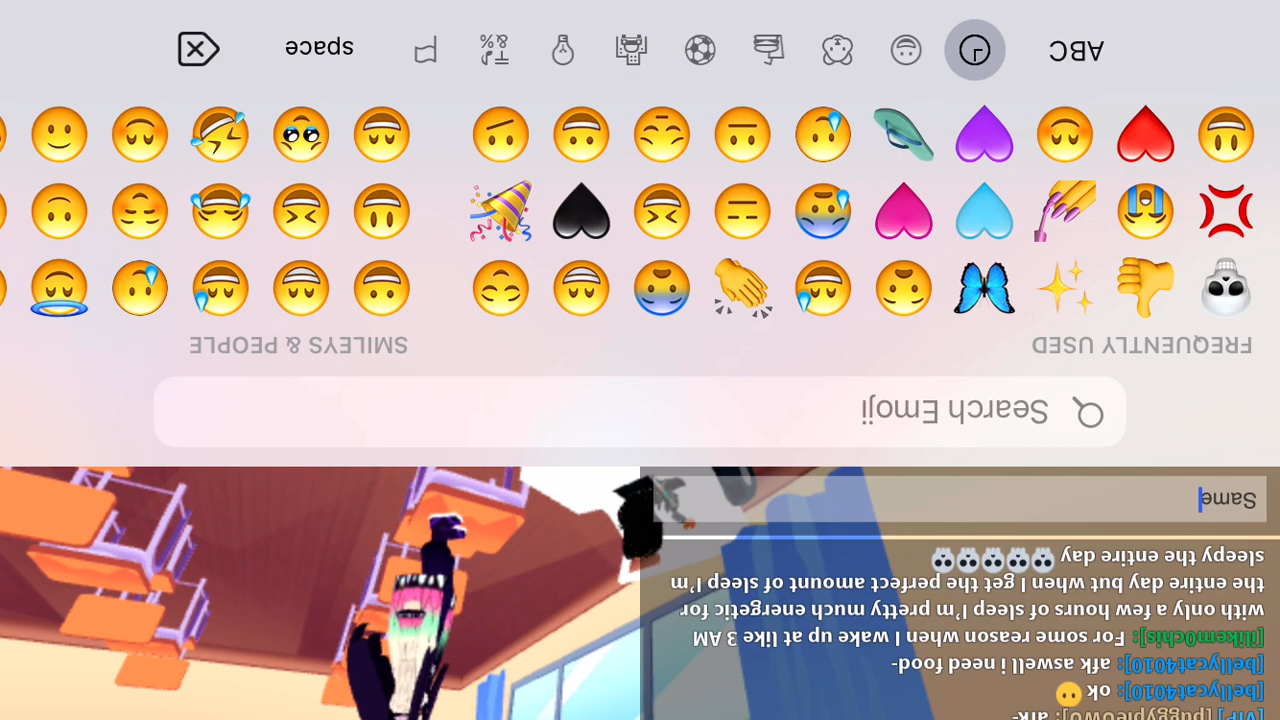 [VIP] afk-
[bellycat4010]: ok 😶
[bellycat4010]: afk aswell i need food-
[iilikem0chis]: For some reason when I wake up at like 3 AM
with only a few hours of sleep I'm pretty much energetic for
the entire day but when I get the perfect amount of sleep I'm
sleepy the entire day 💀💀💀💀💀
Same
Search Emoji
FREQUENTLY USED
SMILEYS & PEOPLE
ABC
space